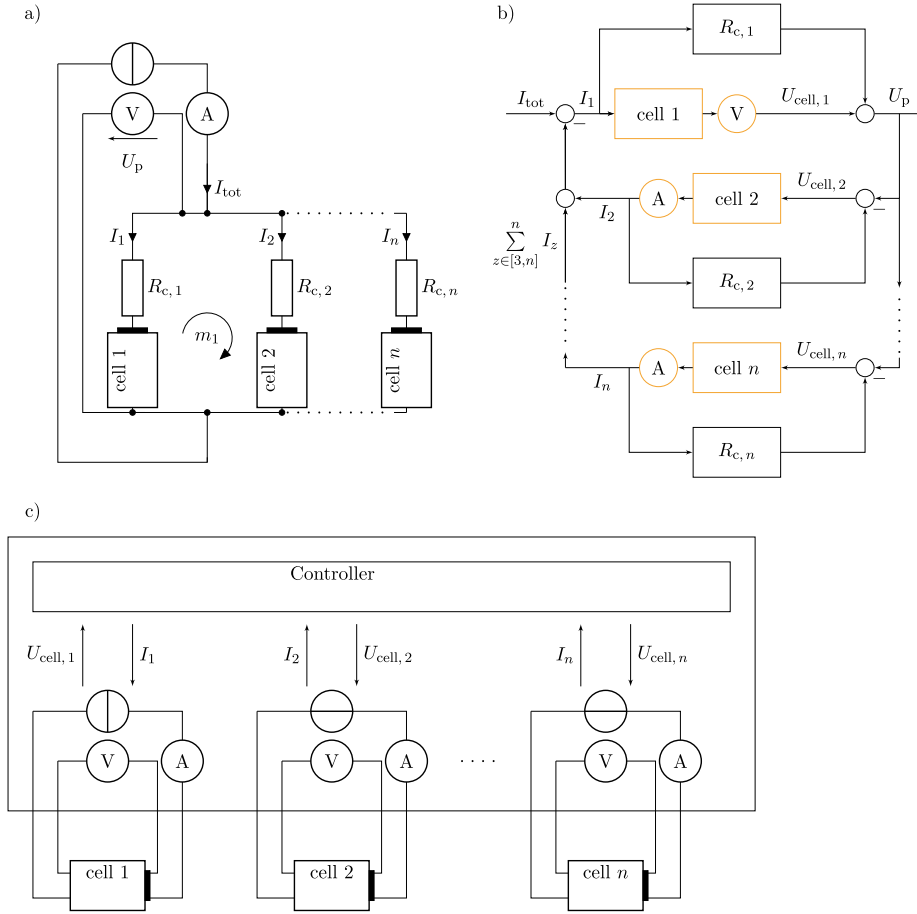 a)
V
A
U_p
I_tot
I_1
I_2
I_n
R_c, 1
R_c, 2
R_c, n
m_1
cell 1
cell 2
cell n
b)
R_c, 1
I_tot
I_1
cell 1
V
U_cell, 1
U_p
−
I_2
A
cell 2
U_cell, 2
−
∑ I_z
n
z∈[3,n]
R_c, 2
I_n
A
cell n
U_cell, n
−
R_c, n
c)
Controller
U_cell, 1
I_1
I_2
U_cell, 2
I_n
U_cell, n
V
A
V
A
V
A
cell 1
cell 2
cell n